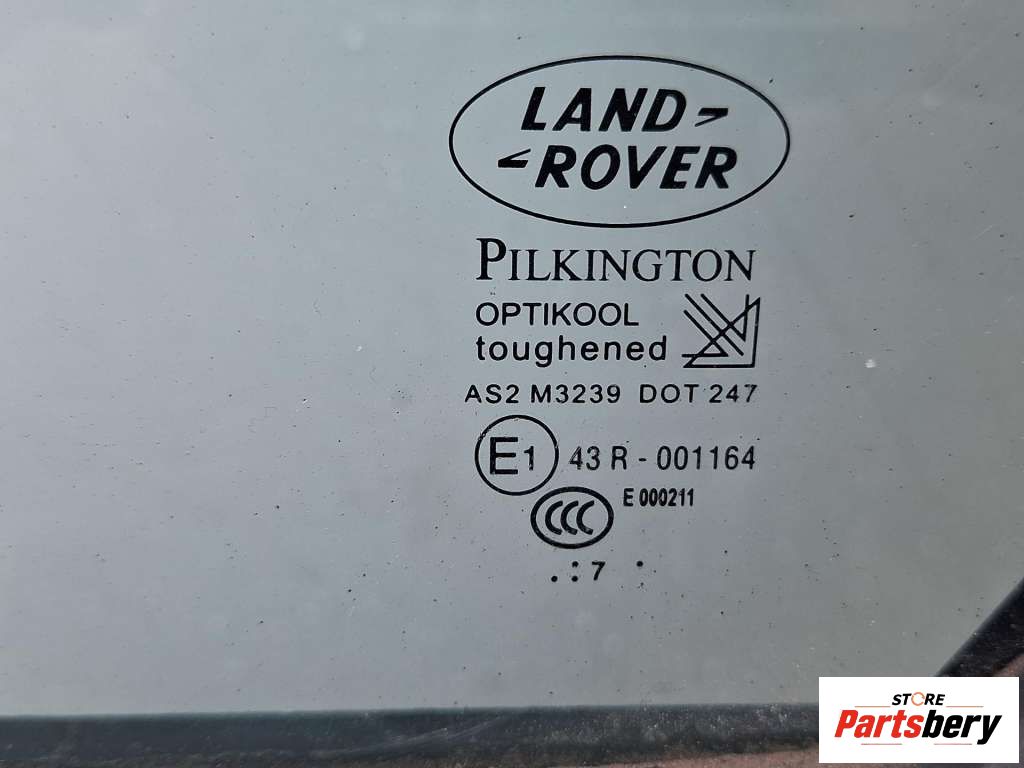 LAND
ROVER
PILKINGTON
OPTIKOOL
toughened
AS2 M3239 DOT 247
E1 43 R - 001164
E 000211
CCC
.: 7 :
STORE
Partsbery